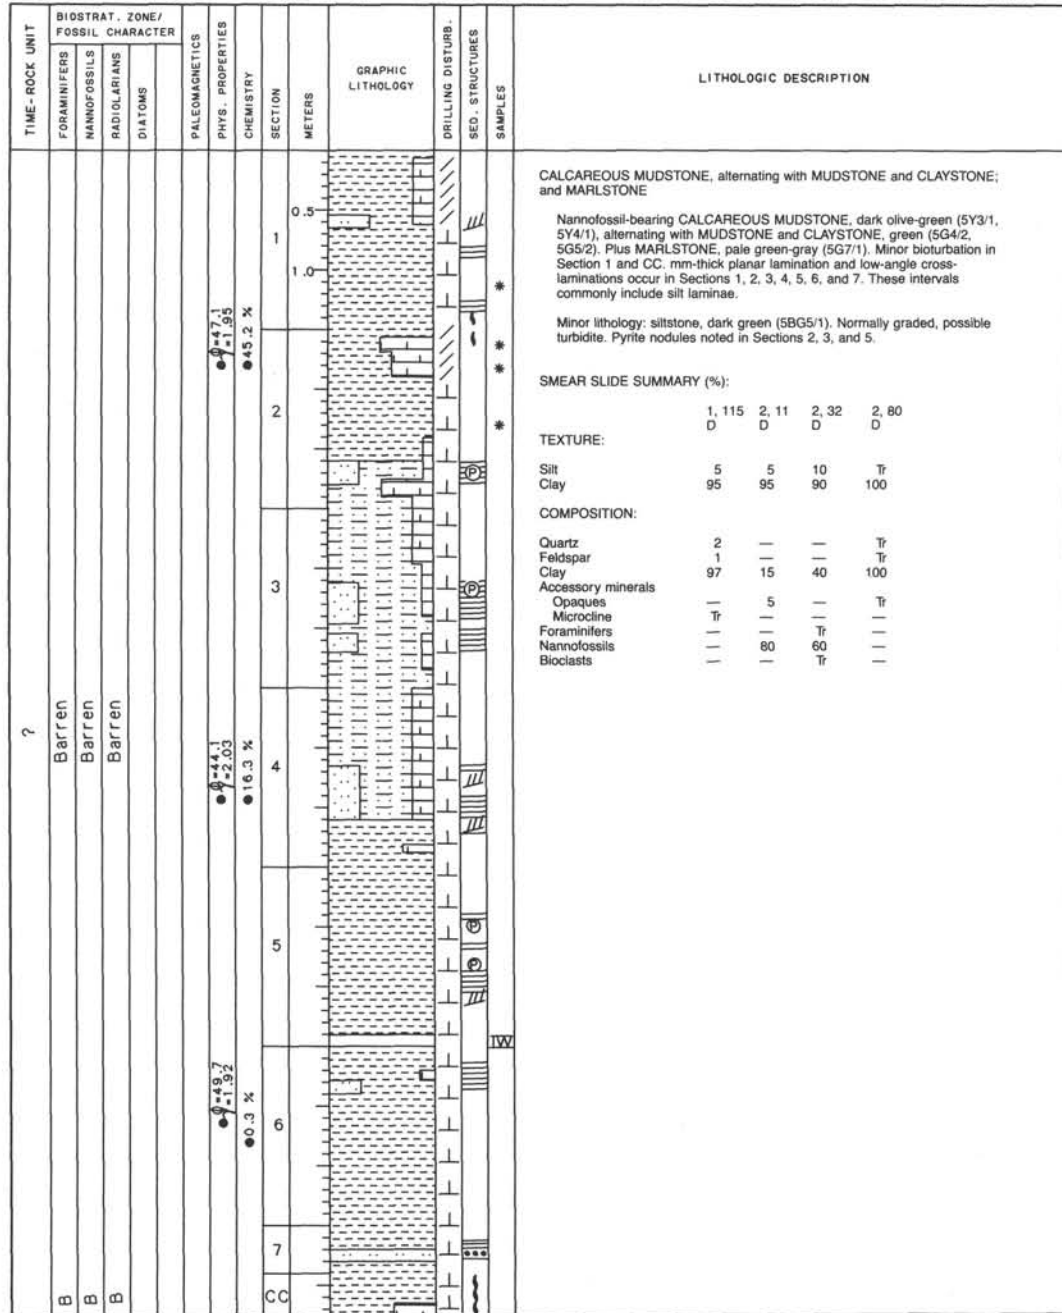 TIME-ROCK UNIT
BIOSTRAT. ZONE/
FOSSIL CHARACTER
FORAMINIFERS
NANNOFOSSILS
RADIOLARIANS
DIATOMS
PALEOMAGNETICS
PHYS. PROPERTIES
CHEMISTRY
SECTION
METERS
GRAPHIC
LITHOLOGY
DRILLING DISTURB.
SED. STRUCTURES
SAMPLES
LITHOLOGIC DESCRIPTION
?
Barren
Barren
Barren
B
B
B
=47.1
=1.95
45.2 %
=44.1
=2.03
16.3 %
=49.7
=1.92
0.3 %
1
2
3
4
5
6
7
CC
0.5
1.0
P
P
P
P
*
*
*
*
IW
CALCAREOUS MUDSTONE, alternating with MUDSTONE and CLAYSTONE;
and MARLSTONE
Nannofossil-bearing CALCAREOUS MUDSTONE, dark olive-green (5Y3/1,
5Y4/1), alternating with MUDSTONE and CLAYSTONE, green (5G4/2,
5G5/2). Plus MARLSTONE, pale green-gray (5G7/1). Minor bioturbation in
Section 1 and CC. mm-thick planar lamination and low-angle cross-
laminations occur in Sections 1, 2, 3, 4, 5, 6, and 7. These intervals
commonly include silt laminae.
Minor lithology: siltstone, dark green (5BG5/1). Normally graded, possible
turbidite. Pyrite nodules noted in Sections 2, 3, and 5.
SMEAR SLIDE SUMMARY (%):
1, 115 2, 11 2, 32 2, 80
D D D D
TEXTURE:
Silt 5 5 10 Tr
Clay 95 95 90 100
COMPOSITION:
Quartz 2 — — Tr
Feldspar 1 — — Tr
Clay 97 15 40 100
Accessory minerals
Opaques — 5 — Tr
Microcline Tr — — —
Foraminifers — — Tr —
Nannofossils — 80 60 —
Bioclasts — — Tr —